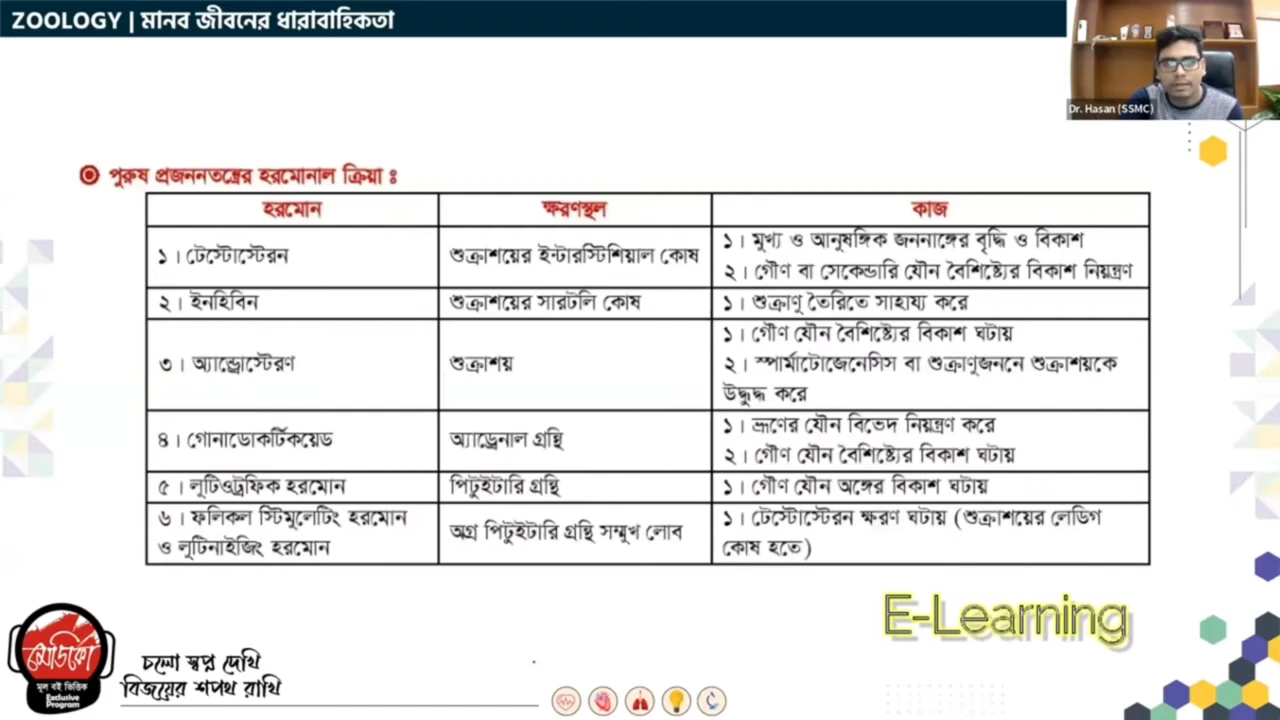 ZOOLOGY | মানব জীবনের ধারাবাহিকতা
Dr. Hasan (SSMC)
পুরুষ প্রজননতন্ত্রের হরমোনাল ক্রিয়া ঃ
হরমোন ক্ষরণস্থল কাজ
১। টেস্টোস্টেরন শুক্রাশয়ের ইন্টারস্টিশিয়াল কোষ ১। মুখ্য ও আনুষঙ্গিক জননাঙ্গের বৃদ্ধি ও বিকাশ
২। গৌণ বা সেকেন্ডারি যৌন বৈশিষ্ট্যের বিকাশ নিয়ন্ত্রণ
২। ইনহিবিন শুক্রাশয়ের সারটলি কোষ ১। শুক্রাণু তৈরিতে সাহায্য করে
৩। অ্যান্ড্রোস্টেরণ শুক্রাশয় ১। গৌণ যৌন বৈশিষ্ট্যের বিকাশ ঘটায়
২। স্পার্মাটোজেনেসিস বা শুক্রাণুজননে শুক্রাশয়কে
উদ্ধুদ্ধ করে
৪। গোনাডোকর্টিকয়েড অ্যাড্রেনাল গ্রন্থি ১। ভ্রূণের যৌন বিভেদ নিয়ন্ত্রণ করে
২। গৌণ যৌন বৈশিষ্ট্যের বিকাশ ঘটায়
৫। লূটিওট্রফিক হরমোন পিটুইটারি গ্রন্থি ১। গৌণ যৌন অঙ্গের বিকাশ ঘটায়
৬। ফলিকল স্টিমুলেটিং হরমোন
ও লূটিনাইজিং হরমোন অগ্র পিটুইটারি গ্রন্থি সম্মূখ লোব ১। টেস্টোস্টেরন ক্ষরণ ঘটায় (শুক্রাশয়ের লেডিগ
কোষ হতে)
E-Learning
মেডিকো
মূল বই ভিত্তিক
Exclusive
Program
চলো স্বপ্ন দেখি
বিজয়ের শপথ রাখি